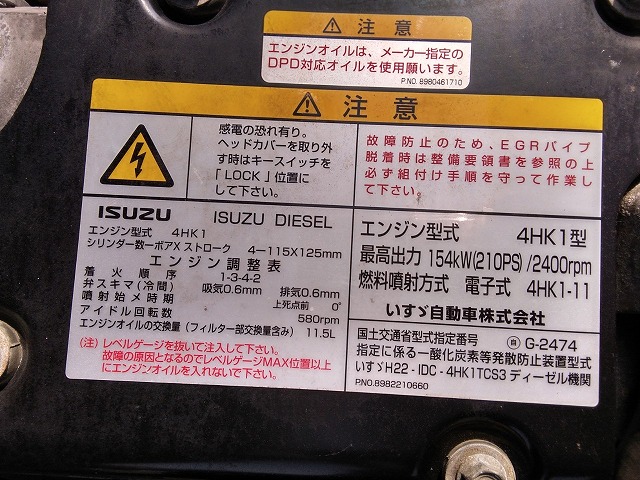 ⚠ 注意
エンジンオイルは、メーカー指定の
DPD対応オイルを使用願います。
P.NO. 8980461710
⚠ 注意
感電の恐れ有り。
ヘッドカバーを取り外
す時はキースイッチを
「LOCK」位置に
して下さい。
故障防止のため、EGRパイプ
脱着時は整備要領書を参照の上
必ず組付け手順を守って作業し
て下さい。
ISUZU ISUZU DIESEL
エンジン型式 4HK1
シリンダー数ーボアX ストローク 4ー115X125mm
エンジン調整表
着火順序 1-3-4-2
弁スキマ(冷間) 吸気0.6mm 排気0.6mm
噴射始メ時期 上死点前 0°
アイドル回転数 580rpm
エンジンオイルの交換量(フィルター部交換量含み) 11.5L
(注)レベルゲージを抜いて注入して下さい。
故障の原因となるのでレベルゲージMAX位置以上
にエンジンオイルを入れないで下さい。
エンジン型式 4HK1型
最高出力 154kW(210PS)/2400rpm
燃料噴射方式 電子式 4HK1-11
いすゞ自動車株式会社
国土交通省型式指定番号 自 G-2474
指定に係る一酸化炭素等発散防止装置型式
いすゞH22-IDC-4HK1TCS3 ディーゼル機関
P.NO.8982210660